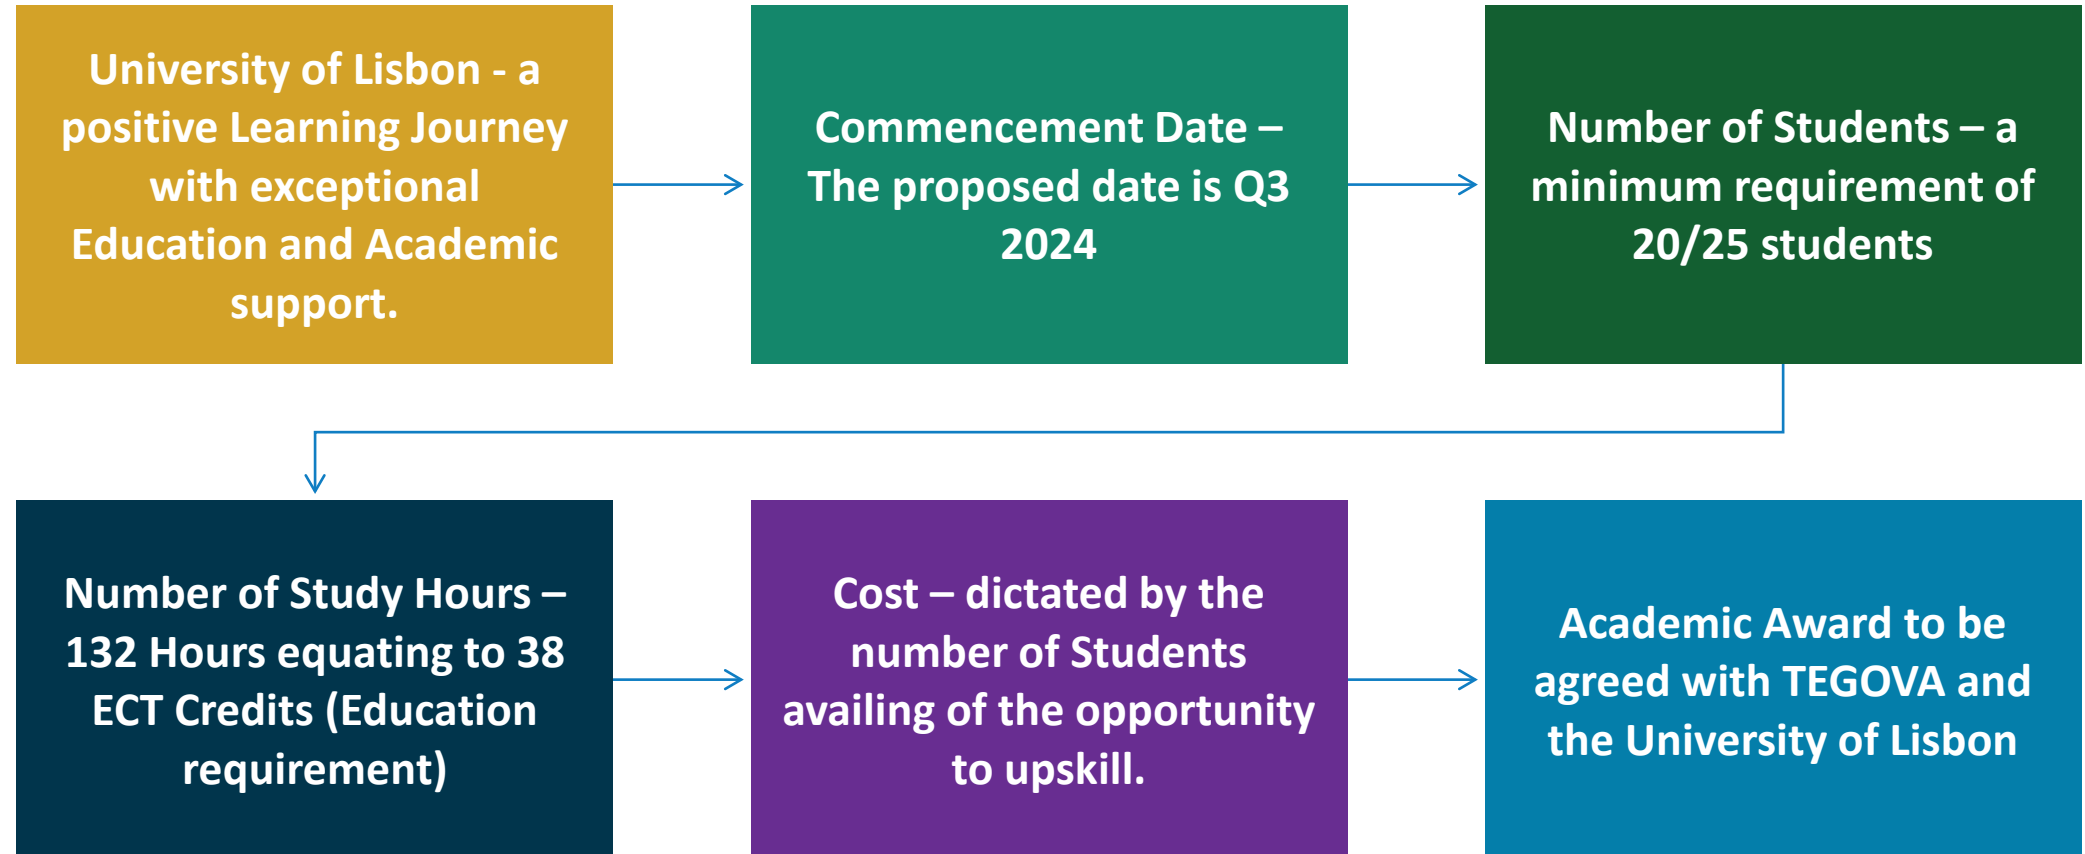 University of Lisbon - a
positive Learning Journey
with exceptional
Education and Academic
support.
Commencement Date –
The proposed date is Q3
2024
Number of Students – a
minimum requirement of
20/25 students
Number of Study Hours –
132 Hours equating to 38
ECT Credits (Education
requirement)
Cost – dictated by the
number of Students
availing of the opportunity
to upskill.
Academic Award to be
agreed with TEGOVA and
the University of Lisbon